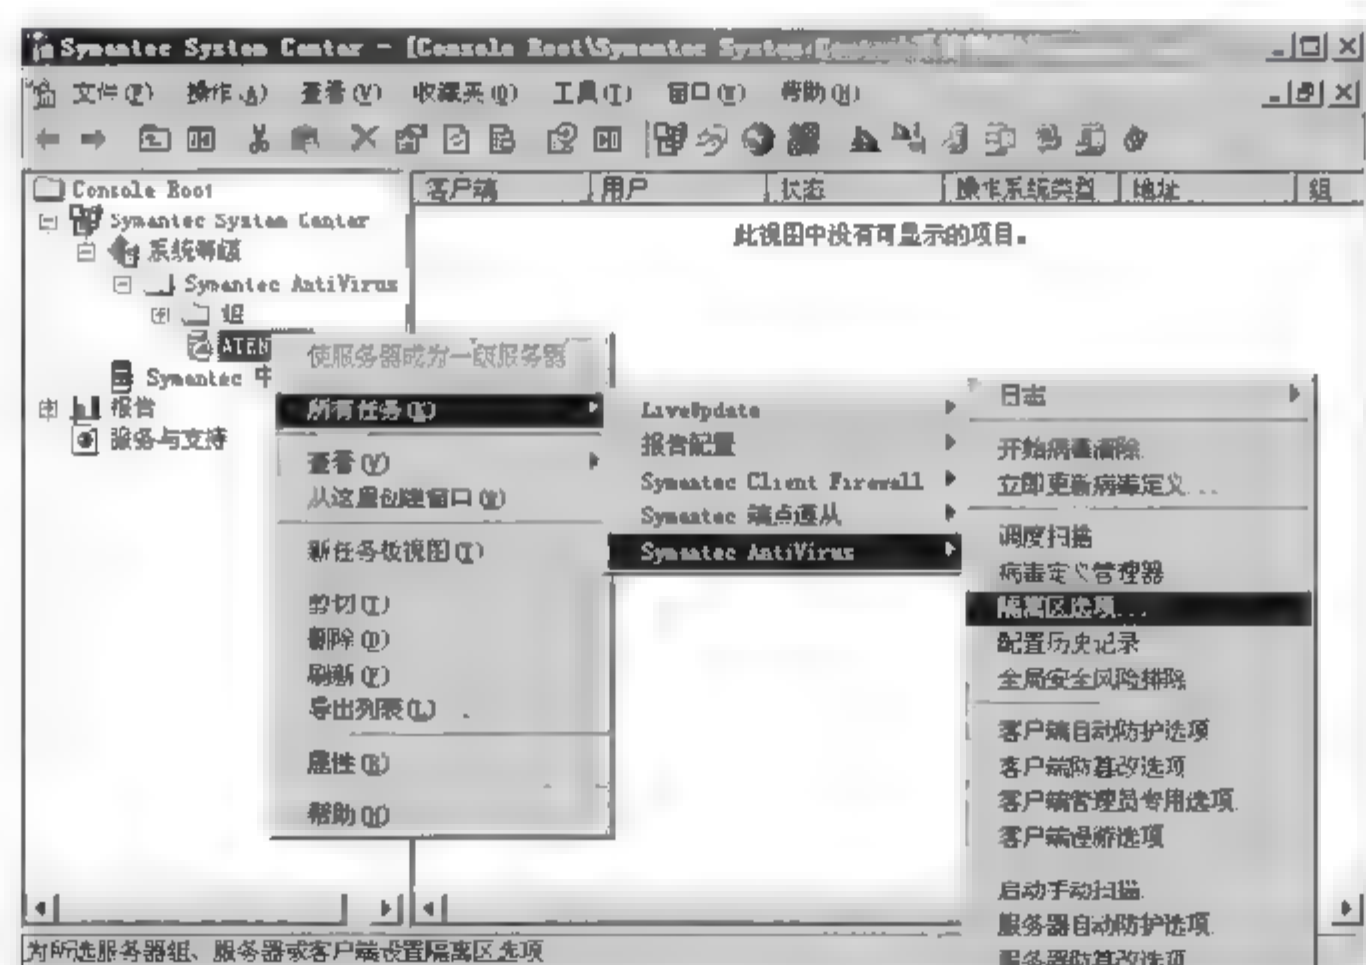 Symantec System Center - [Console Root\Symantec System Center\
文件(F) 操作(A) 查看(V) 收藏夹(O) 工具(T) 窗口(W) 帮助(H)
Console Root
Symantec System Center
系统等级
Symantec AntiVirus
组
ATEN
Symantec 中
报告
服务与支持
客户端 用户 状态 操作系统类型 地址 组
此视图中没有可显示的项目。
使服务器成为一级服务器
所有任务(K)
查看(V)
从这里创建窗口(W)
新任务板视图(T)
剪切(T)
删除(D)
刷新(F)
导出列表(L)
属性(R)
帮助(H)
LiveUpdate
报告配置
Symantec Client Firewall
Symantec 端点遵从
Symantec AntiVirus
日志
开始病毒清除
立即更新病毒定义...
调度扫描
病毒定义管理器
隔离区选项...
配置历史记录
全局安全风险排除
客户端自动防护选项
客户端防篡改选项
客户端管理员专用选项
客户端漫游选项
启动手动扫描
服务器自动防护选项
服务器防篡改选项
为所选服务器组、服务器或客户端设置隔离区选项